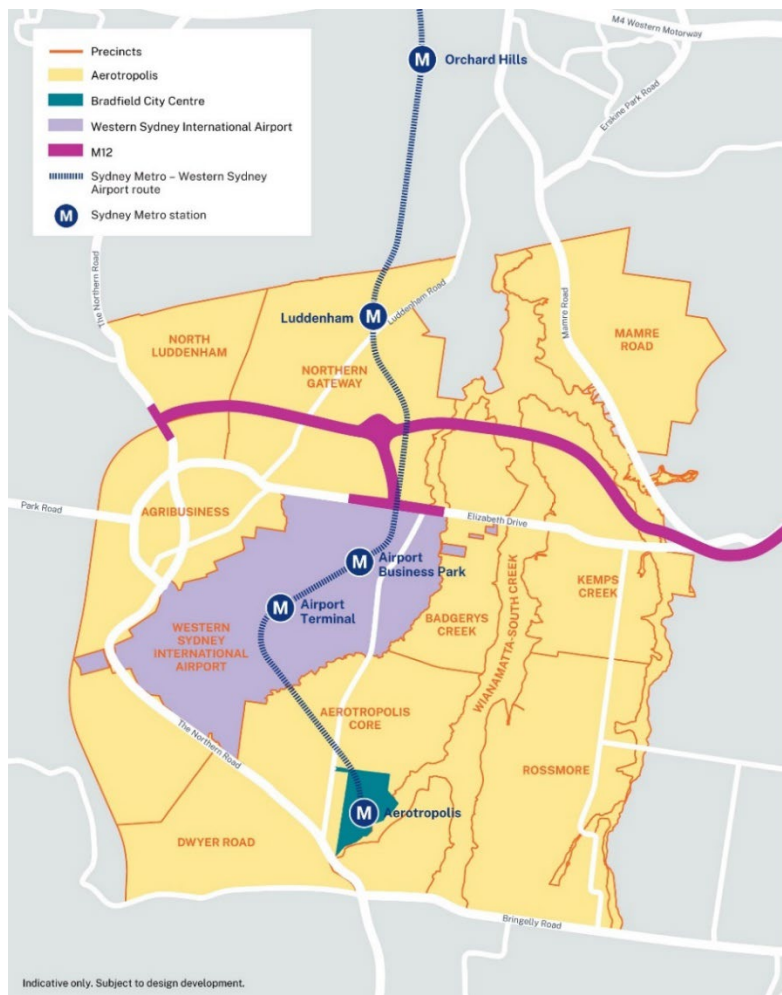 Precincts
Aerotropolis
Bradfield City Centre
Western Sydney International Airport
M12
Sydney Metro – Western Sydney
Airport route
M
Sydney Metro station
M
Orchard Hills
M4 Western Motorway
Erskine Park Road
The Northern Road
Luddenham
M
Luddenham Road
Mamre Road
MAMRE
ROAD
NORTH
LUDDENHAM
NORTHERN
GATEWAY
Park Road
AGRIBUSINESS
Elizabeth Drive
M
Airport
Business Park
M
Airport
Terminal
KEMPS
CREEK
BADGERYS
CREEK
WIANAMATTA-SOUTH CREEK
WESTERN
SYDNEY
INTERNATIONAL
AIRPORT
AEROTROPOLIS
CORE
The Northern Road
ROSSMORE
M
Aerotropolis
DWYER ROAD
Bringelly Road
Indicative only. Subject to design development.